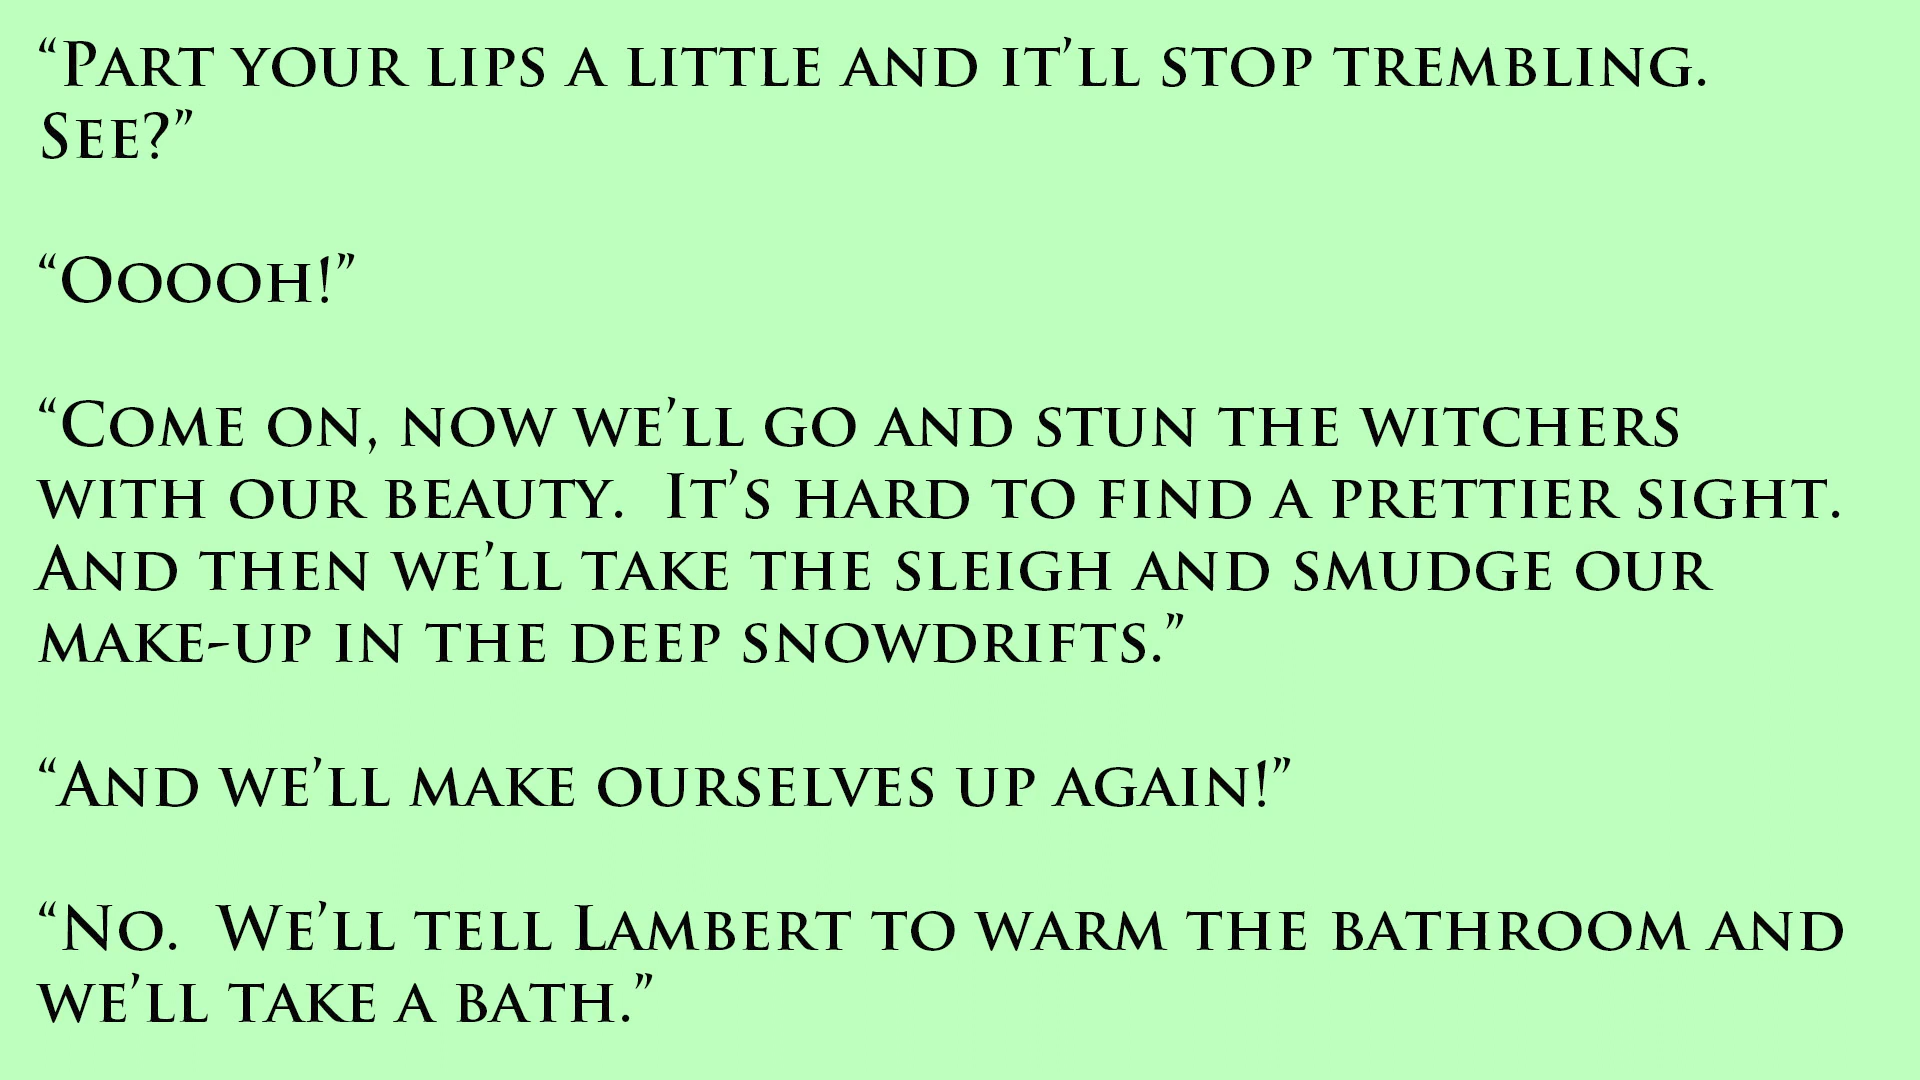 “Part your lips a little and it’ll stop trembling.
See?”
“Ooooh!”
“Come on, now we’ll go and stun the witchers
with our beauty.  It’s hard to find a prettier sight.
And then we’ll take the sleigh and smudge our
make-up in the deep snowdrifts.”
“And we’ll make ourselves up again!”
“No.  We’ll tell Lambert to warm the bathroom and
we’ll take a bath.”